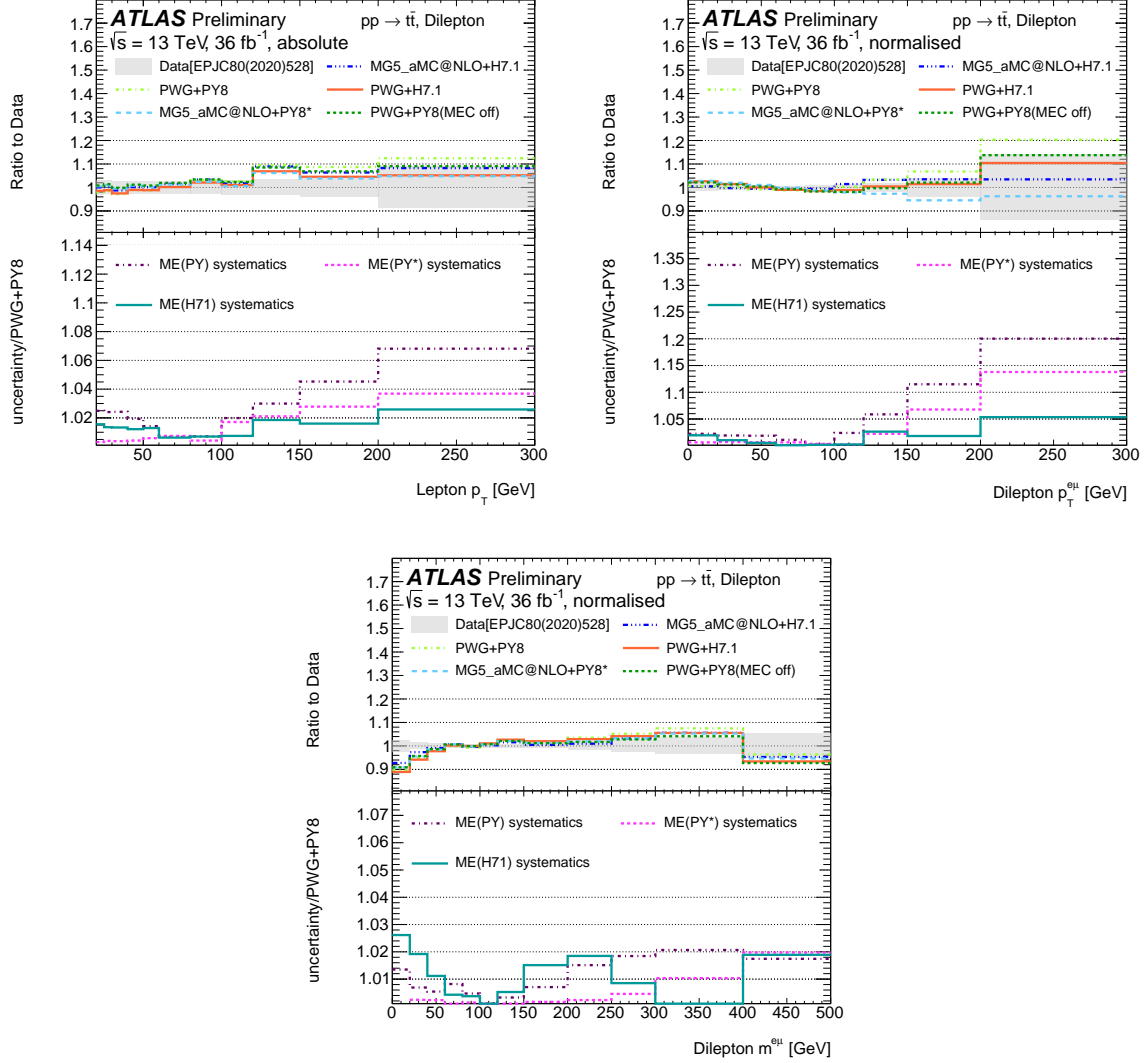 ATLAS Preliminary pp → tt̄, Dilepton
√s = 13 TeV, 36 fb⁻¹, absolute
Data[EPJC80(2020)528] MG5_aMC@NLO+H7.1
PWG+PY8 PWG+H7.1
MG5_aMC@NLO+PY8* PWG+PY8(MEC off)
Ratio to Data
1.7
1.6
1.5
1.4
1.3
1.2
1.1
1
0.9
uncertainty/PWG+PY8
ME(PY) systematics ME(PY*) systematics
ME(H71) systematics
1.14
1.12
1.1
1.08
1.06
1.04
1.02
50 100 150 200 250 300
Lepton p_T [GeV]
ATLAS Preliminary pp → tt̄, Dilepton
√s = 13 TeV, 36 fb⁻¹, normalised
Data[EPJC80(2020)528] MG5_aMC@NLO+H7.1
PWG+PY8 PWG+H7.1
MG5_aMC@NLO+PY8* PWG+PY8(MEC off)
Ratio to Data
1.7
1.6
1.5
1.4
1.3
1.2
1.1
1
0.9
uncertainty/PWG+PY8
ME(PY) systematics ME(PY*) systematics
ME(H71) systematics
1.35
1.3
1.25
1.2
1.15
1.1
1.05
0 50 100 150 200 250 300
Dilepton p_T^eμ [GeV]
ATLAS Preliminary pp → tt̄, Dilepton
√s = 13 TeV, 36 fb⁻¹, normalised
Data[EPJC80(2020)528] MG5_aMC@NLO+H7.1
PWG+PY8 PWG+H7.1
MG5_aMC@NLO+PY8* PWG+PY8(MEC off)
Ratio to Data
1.7
1.6
1.5
1.4
1.3
1.2
1.1
1
0.9
uncertainty/PWG+PY8
ME(PY) systematics ME(PY*) systematics
ME(H71) systematics
1.07
1.06
1.05
1.04
1.03
1.02
1.01
0 50 100 150 200 250 300 350 400 450 500
Dilepton m^eμ [GeV]